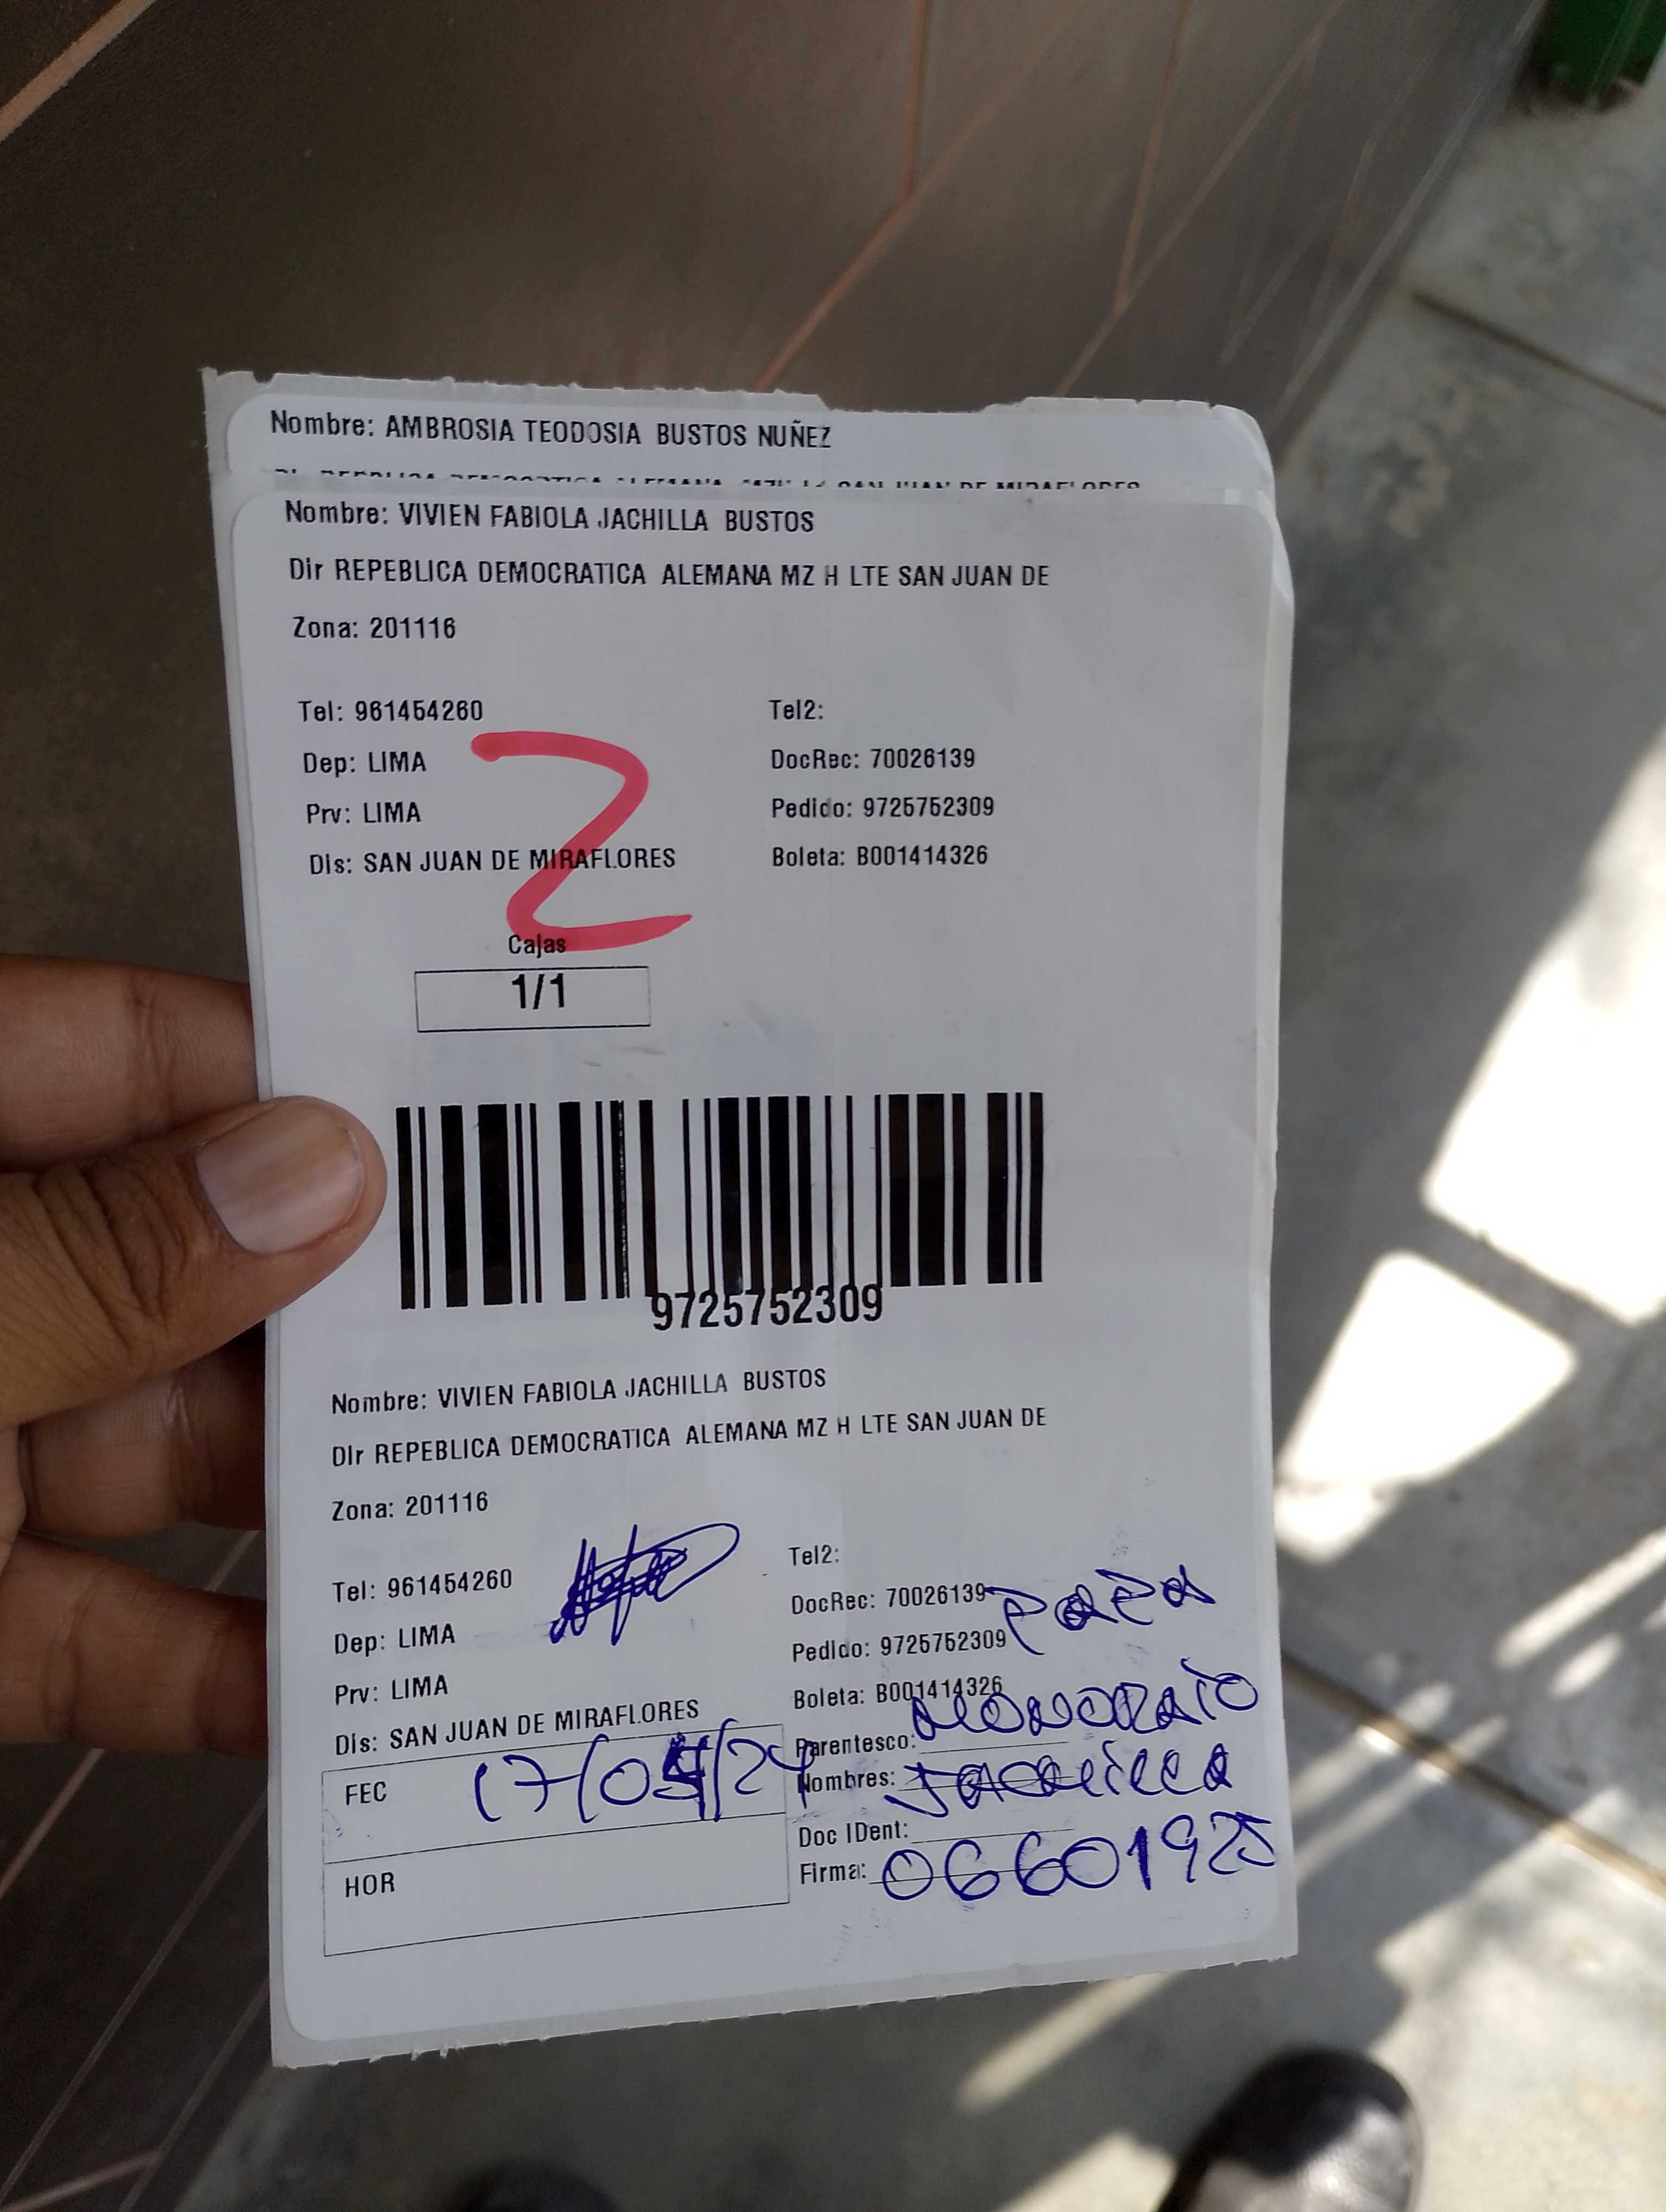 Nombre: AMBROSIA TEODOSIA BUSTOS NUÑEZ
Nombre: VIVIEN FABIOLA JACHILLA BUSTOS
Dir REPEBLICA DEMOCRATICA ALEMANA MZ H LTE SAN JUAN DE
Zona: 201116
Tel: 961454260 Tel2:
Dep: LIMA DocRec: 70026139
Prv: LIMA Pedido: 9725752309
Dis: SAN JUAN DE MIRAFLORES Boleta: B001414326
2
Cajas
1/1
9725752309
Nombre: VIVIEN FABIOLA JACHILLA BUSTOS
Dir REPEBLICA DEMOCRATICA ALEMANA MZ H LTE SAN JUAN DE
Zona: 201116
Tel: 961454260 Tel2:
Dep: LIMA DocRec: 70026139
Prv: LIMA Pedido: 9725752309
Dis: SAN JUAN DE MIRAFLORES Boleta: B001414326
Parentesco:
FEC 17/04/24 Nombres:
Doc IDent:
HOR Firma: 06601925